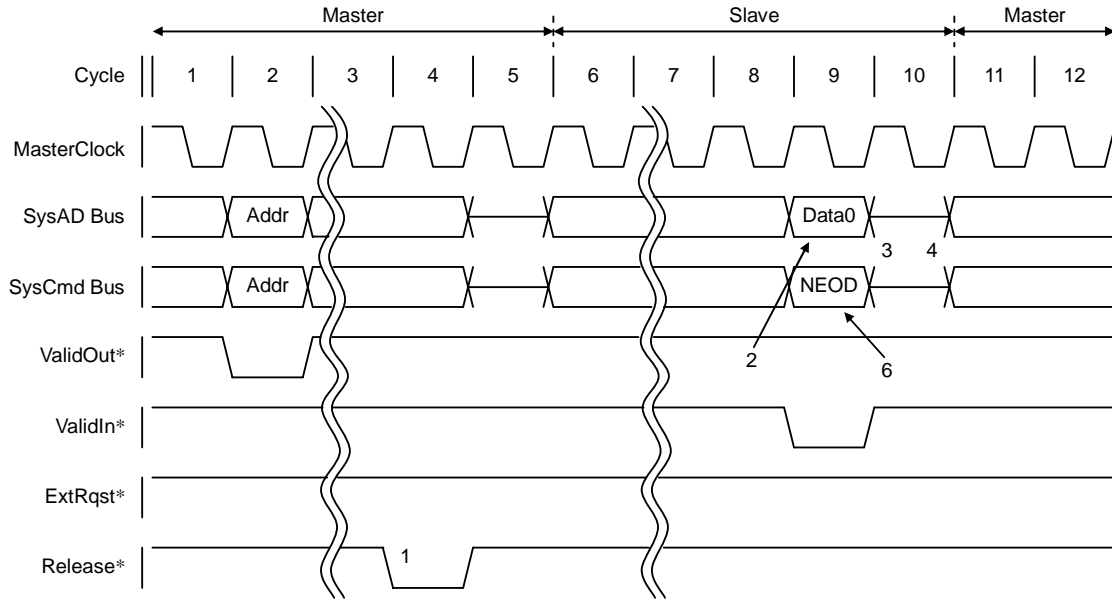 Master Slave Master
Cycle 1 2 3 4 5 6 7 8 9 10 11 12
MasterClock
SysAD Bus Addr Data0
3 4
SysCmd Bus Addr NEOD
ValidOut* 2 6
ValidIn*
ExtRqst*
Release* 1